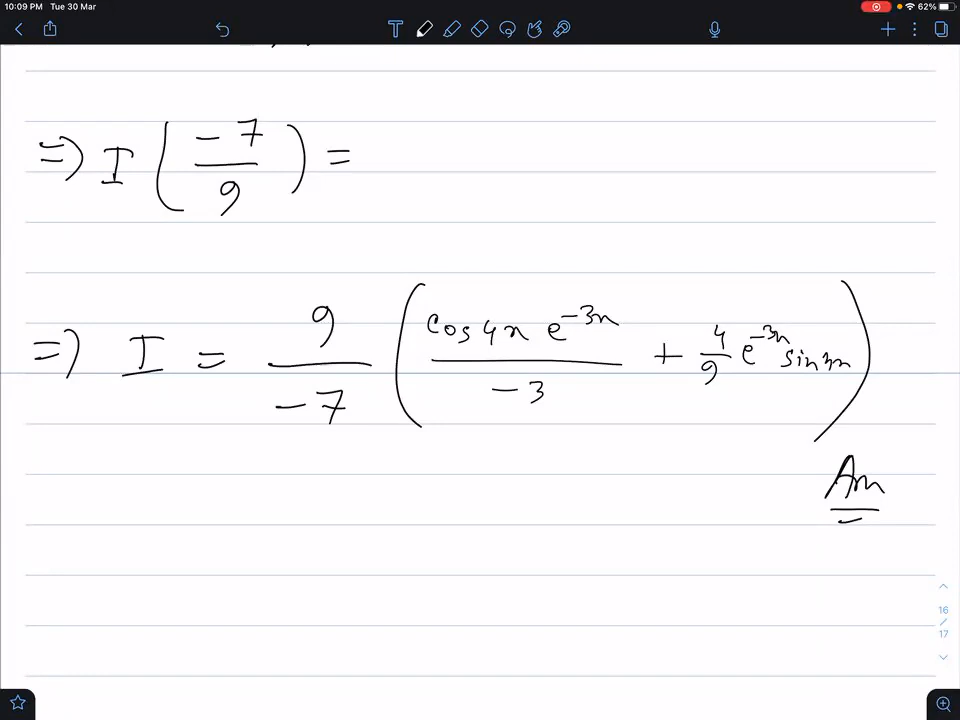 10:09 PM Tue 30 Mar 62%
=> I ( -7 / 9 ) =
=> I = 9 / -7 ( cos 4x e^-3x / -3 + 4/9 e^-3x sin 4x )
Ans
16
/
17